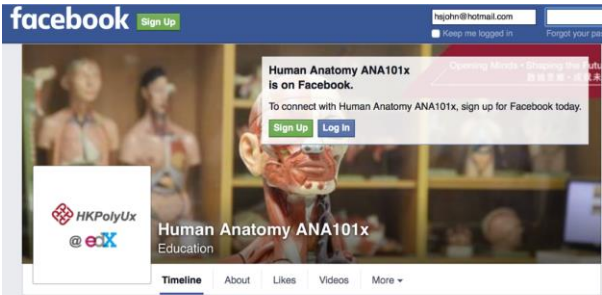 facebook Sign Up hsjohn@hotmail.com
Keep me logged in Forgot your
Opening Minds • Shaping the
Human Anatomy ANA101x
is on Facebook.
To connect with Human Anatomy ANA101x, sign up for Facebook today.
Sign Up Log In
HKPolyUx
@ edX
Human Anatomy ANA101x
Education
Timeline About Likes Videos More